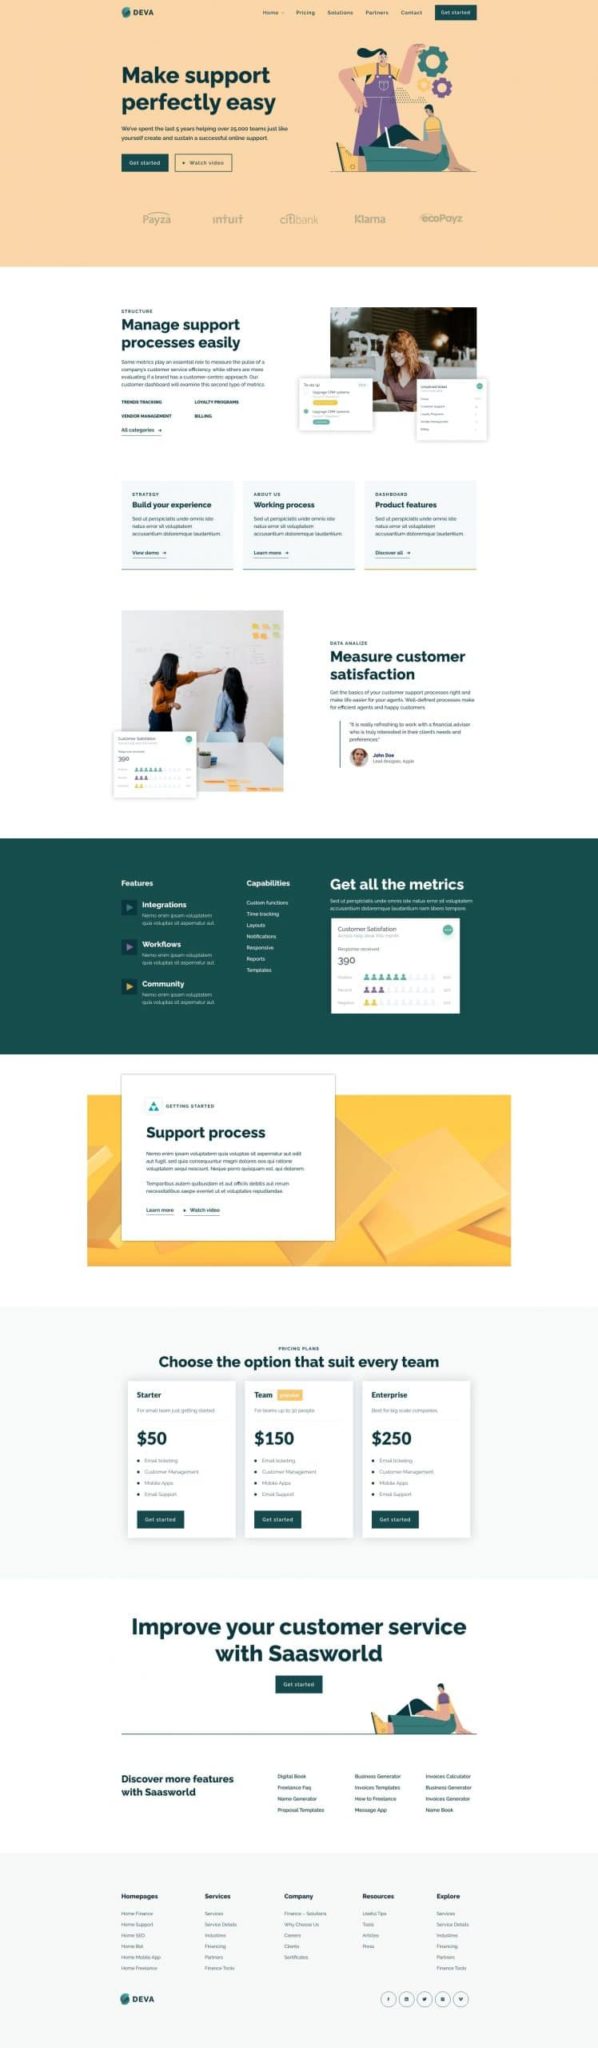 DEVA
Home
Pricing
Solutions
Partners
Contact
Get started
Make support
perfectly easy
We've spent the last 5 years helping over 25,000 teams just like
yourself create and sustain a successful online support.
Get started
Watch video
Payza
intuit
citibank
Klarna
ecoPayz
STRUCTURE
Manage support
processes easily
Some metrics play an essential role to measure the pulse of a
company's customer service efficiency while others are more
evaluating if a brand has a customer-centric approach. Our
customer dashboard will examine this second type of metrics.
TRENDS TRACKING
LOYALTY PROGRAMS
VENDOR MANAGEMENT
BILLING
All categories
STRATEGY
Build your experience
Sed ut perspiciatis unde omnis iste
natus error sit voluptatem
accusantium doloremque laudantium.
View demo
ABOUT US
Working process
Sed ut perspiciatis unde omnis iste
natus error sit voluptatem
accusantium doloremque laudantium.
Learn more
DASHBOARD
Product features
Sed ut perspiciatis unde omnis iste
natus error sit voluptatem
accusantium doloremque laudantium.
Discover all
Customer Satisfation
Response received
390
DATA ANALIZE
Measure customer
satisfaction
Get the basics of your customer support processes right and
make life easier for your agents. Well-defined processes make
for efficient agents and happy customers
"It is really refreshing to work with a financial advisor
who is truly interested in their client's needs and
preferences"
John Doe
Lead designer, Apple
Features
Integrations
Nemo enim ipsam voluptatem
quia voluptas sit aspernatur aut.
Workflows
Nemo enim ipsam voluptatem
quia voluptas sit aspernatur aut.
Community
Nemo enim ipsam voluptatem
quia voluptas sit aspernatur aut.
Capabilities
Custom functions
Time tracking
Layouts
Notifications
Responsive
Reports
Templates
Get all the metrics
Sed ut perspiciatis unde omnis iste natus error sit voluptatem
accusantium doloremque laudantium nam libero tempore.
Customer Satisfation
Response received
390
GETTING STARTED
Support process
Nemo enim ipsam voluptatem quia voluptas sit aspernatur aut odit
aut fugit, sed quia consequuntur magni dolores eos qui ratione
voluptatem sequi nesciunt. Neque porro quisquam est, qui dolorem.
Temporibus autem quibusdam et aut officiis debitis aut rerum
necessitatibus saepe eveniet ut et voluptates repudiandae.
Learn more
Watch video
PRICING PLANS
Choose the option that suit every team
Starter
For small team just getting started
$50
Email ticketing
Customer Management
Mobile Apps
Email Support
Get started
Team
For teams up to 30 people
$150
Email ticketing
Customer Management
Mobile Apps
Email Support
Get started
Enterprise
Best for big scale companies.
$250
Email ticketing
Customer Management
Mobile Apps
Email Support
Get started
Improve your customer service
with Saasworld
Get started
Discover more features
with Saasworld
Digital Book
Freelance Faq
Name Generator
Proposal Templates
Business Generator
Invoices Templates
How to Freelance
Message App
Invoices Calculator
Business Generator
Invoices Generator
Name Book
Homepages
Home Finance
Home Support
Home SEO
Home Bot
Home Mobile App
Home Freelance
Services
Services
Service Details
Industries
Financing
Partners
Finance Tools
Company
Finance – Solutions
Why Choose Us
Careers
Clients
Sertificates
Resources
Useful Tips
Tools
Articles
Press
Explore
Services
Service Details
Industries
Financing
Partners
Finance Tools
DEVA